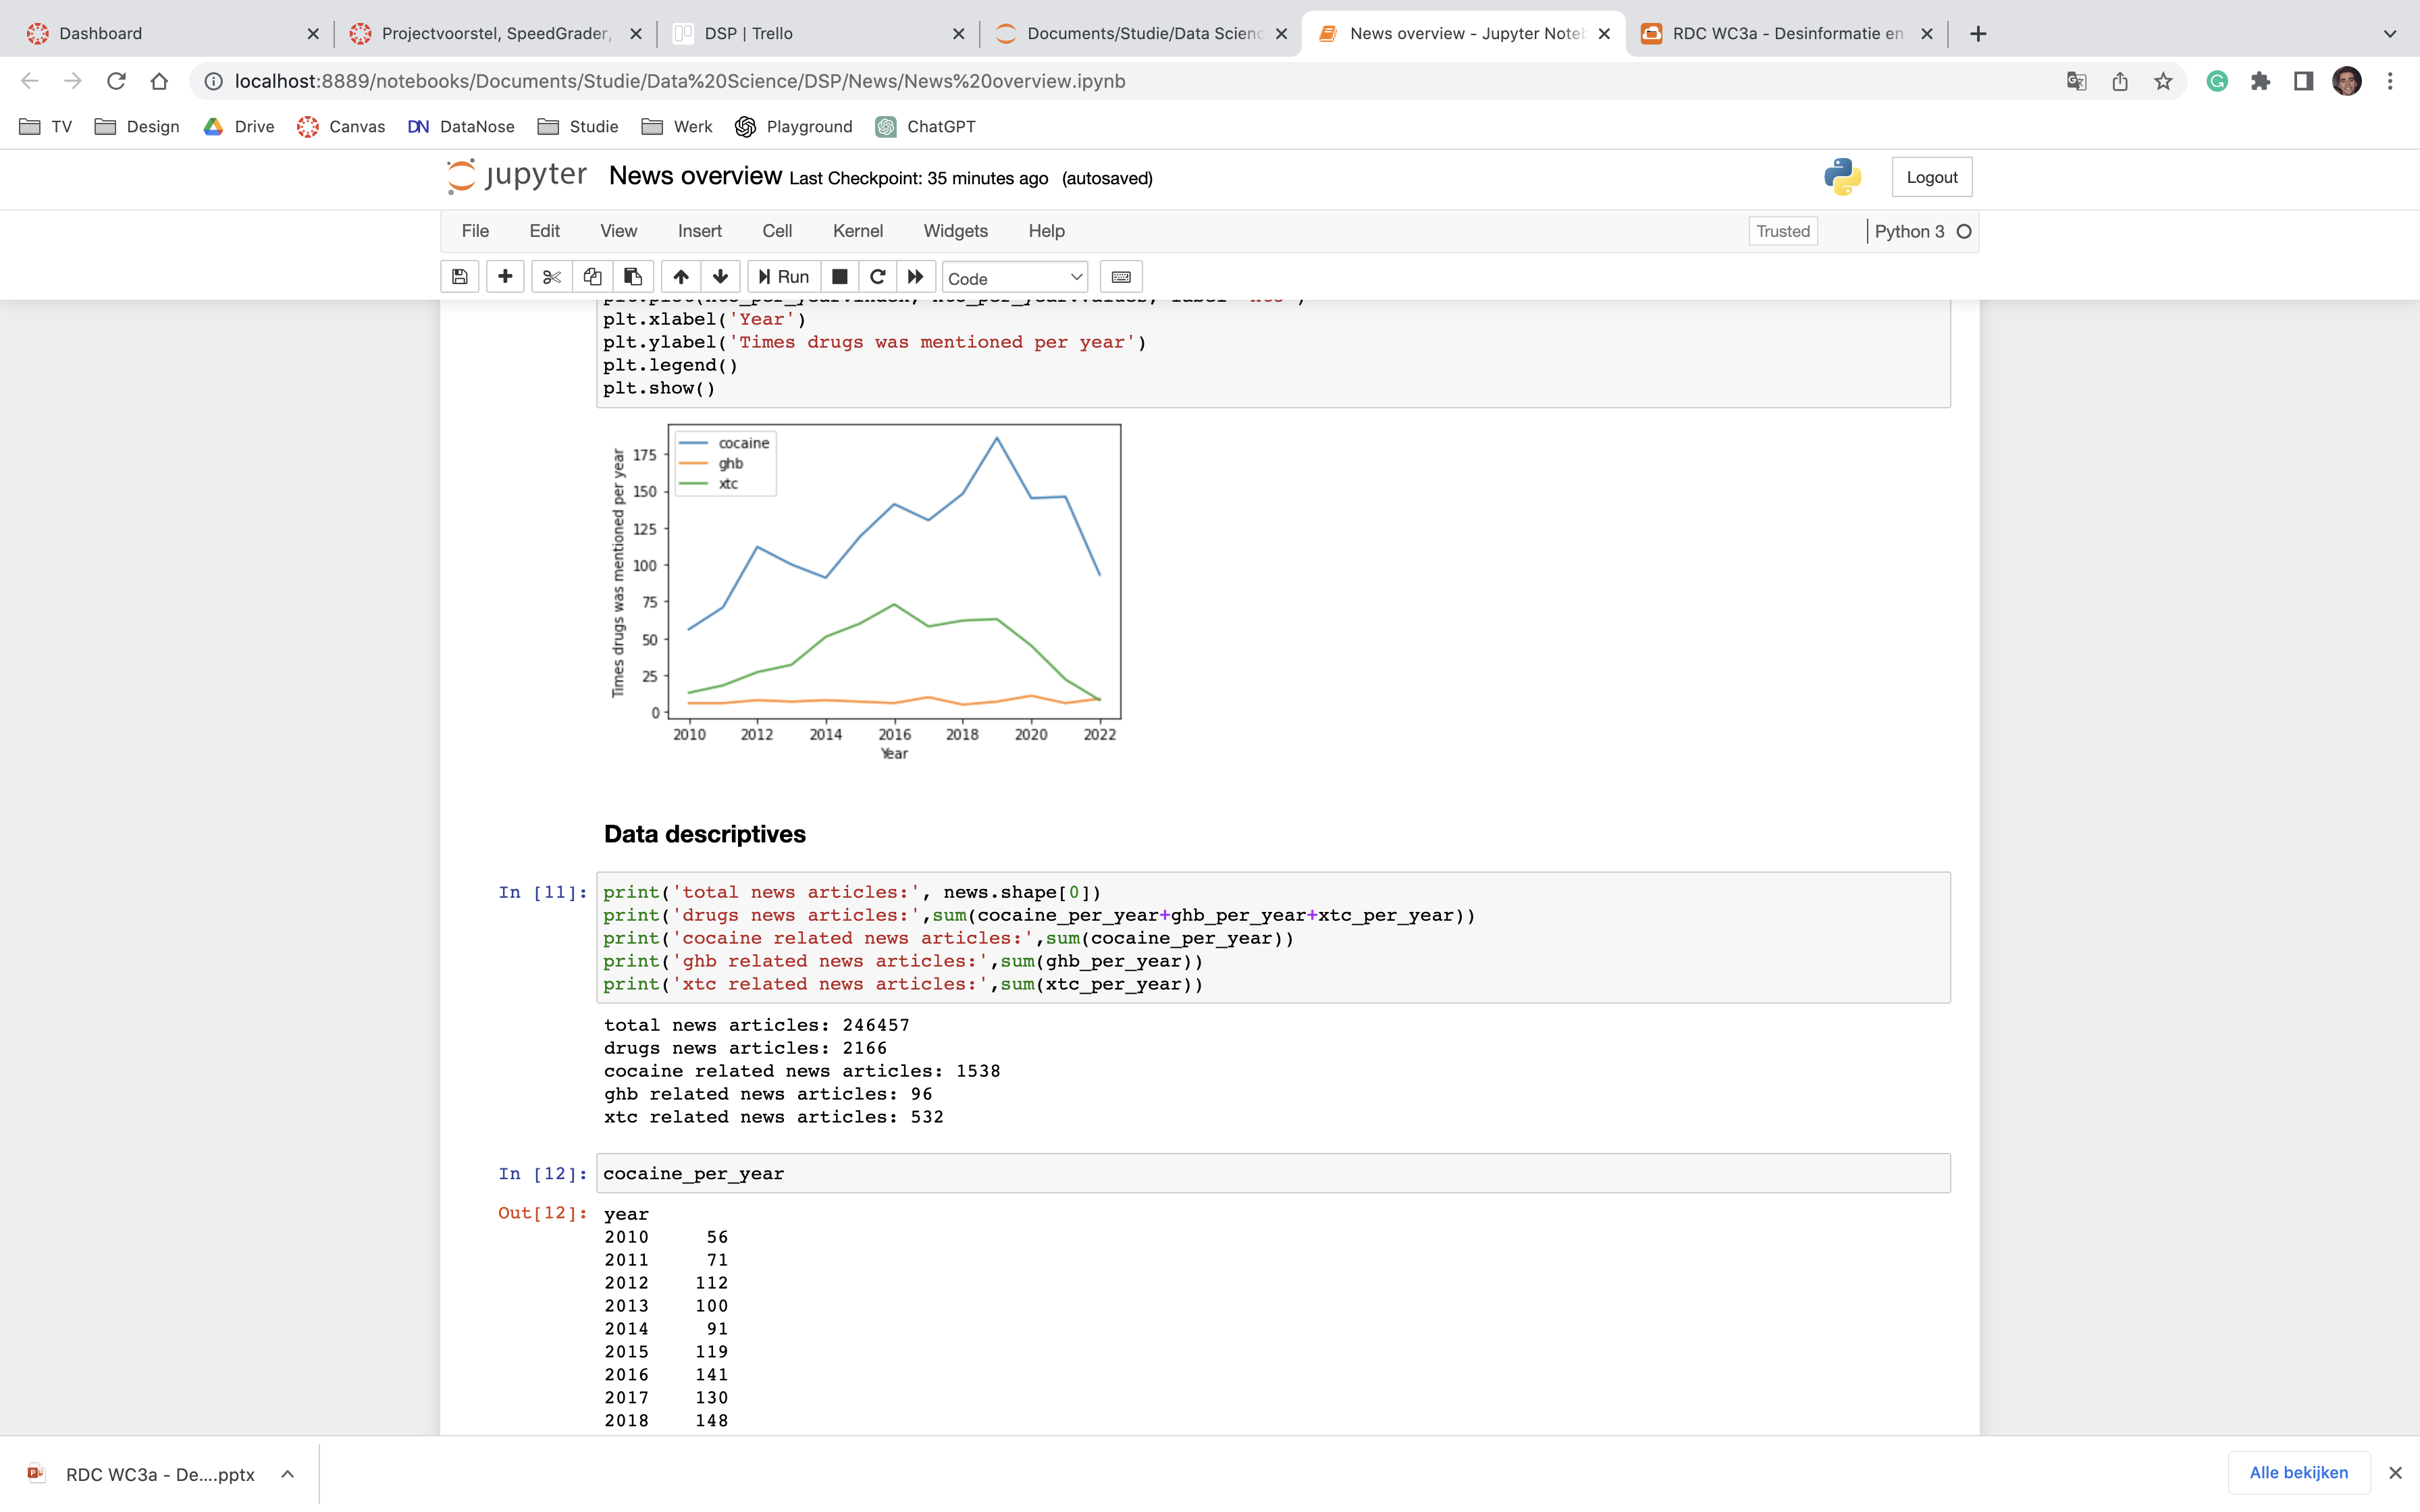 Dashboard
Projectvoorstel, SpeedGrader,
DSP | Trello
Documents/Studie/Data Scienc
News overview - Jupyter Noteb
RDC WC3a - Desinformatie en
localhost:8889/notebooks/Documents/Studie/Data%20Science/DSP/News/News%20overview.ipynb
TV
Design
Drive
Canvas
DN DataNose
Studie
Werk
Playground
ChatGPT
jupyter News overview Last Checkpoint: 35 minutes ago (autosaved)
Logout
File Edit View Insert Cell Kernel Widgets Help
Trusted
Python 3
Run
Code
plt.xlabel('Year')
plt.ylabel('Times drugs was mentioned per year')
plt.legend()
plt.show()
cocaine
ghb
xtc
Times drugs was mentioned per year
175
150
125
100
75
50
25
0
2010 2012 2014 2016 2018 2020 2022
Year
Data descriptives
In [11]:
print('total news articles:', news.shape[0])
print('drugs news articles:',sum(cocaine_per_year+ghb_per_year+xtc_per_year))
print('cocaine related news articles:',sum(cocaine_per_year))
print('ghb related news articles:',sum(ghb_per_year))
print('xtc related news articles:',sum(xtc_per_year))
total news articles: 246457
drugs news articles: 2166
cocaine related news articles: 1538
ghb related news articles: 96
xtc related news articles: 532
In [12]: cocaine_per_year
Out[12]: year
2010 56
2011 71
2012 112
2013 100
2014 91
2015 119
2016 141
2017 130
2018 148
RDC WC3a - De....pptx
Alle bekijken